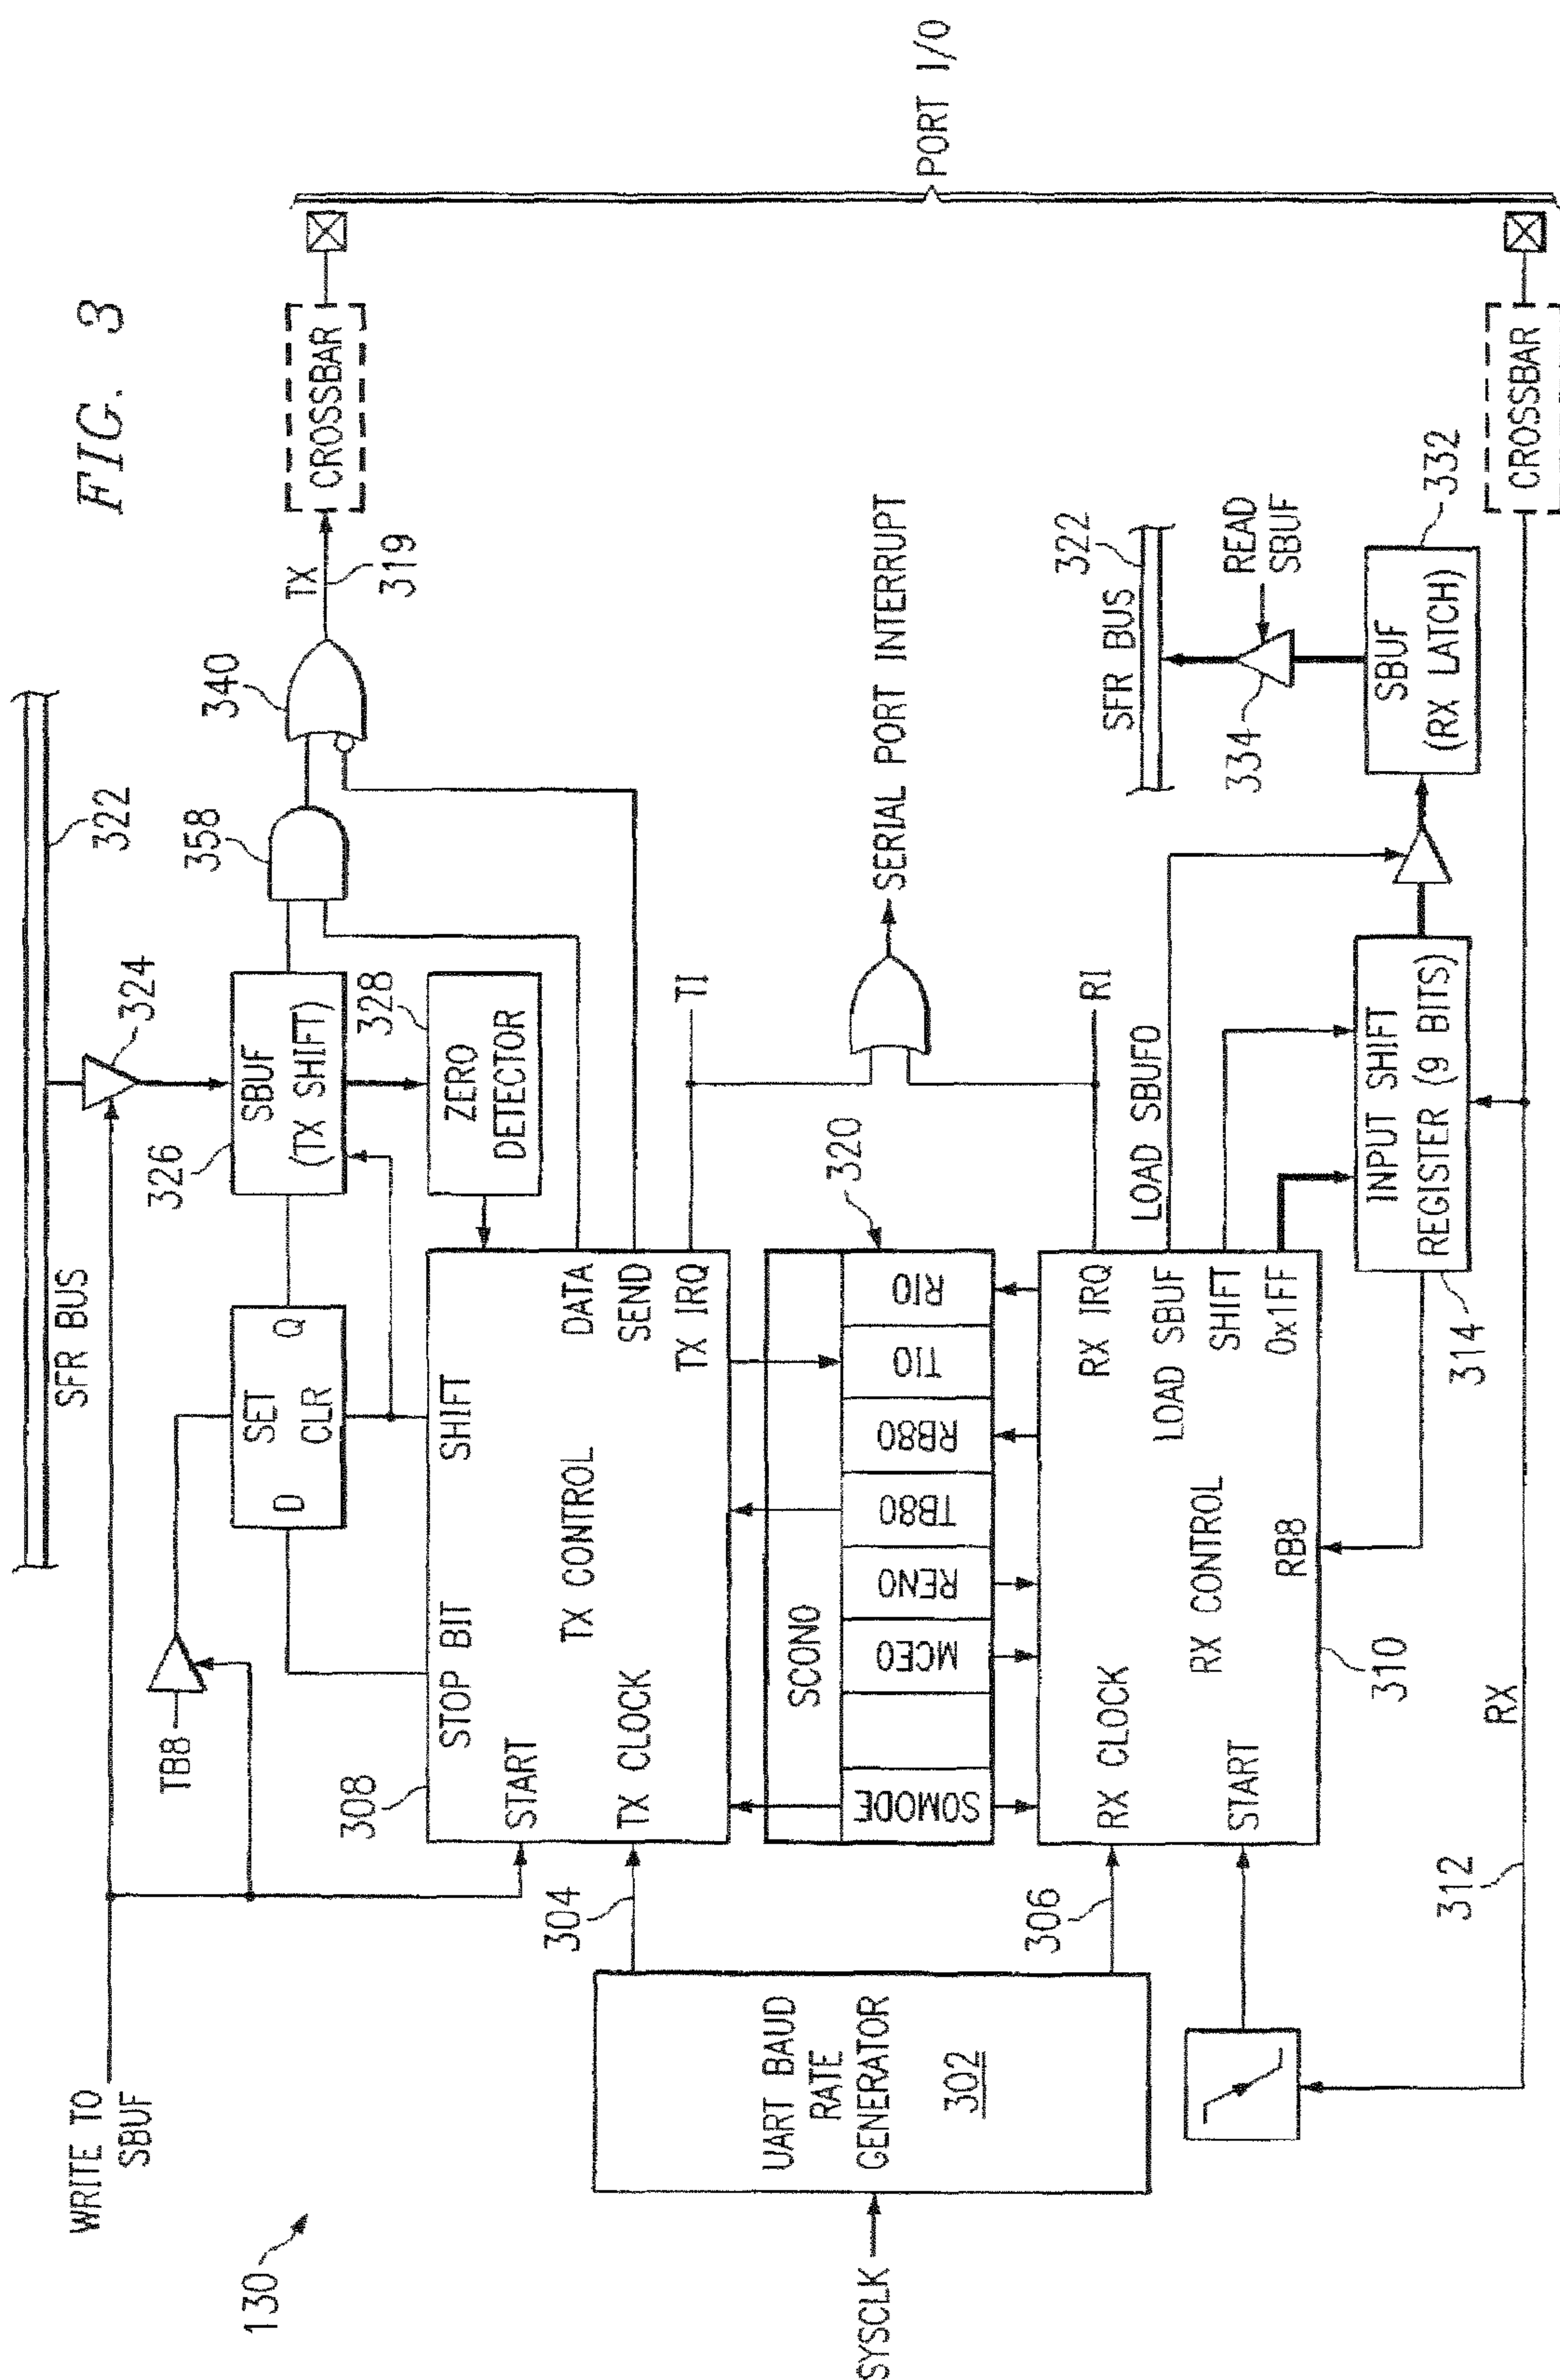 FIG. 3
130
WRITE TO
SBUF
SFR BUS
322
324
TB8
SET
D
Q
CLR
326
SBUF
(TX SHIFT)
358
340
TX
319
CROSSBAR
PORT I/O
328
ZERO
DETECTOR
308
STOP BIT
SHIFT
START
TX CONTROL
DATA
SEND
TX CLOCK
TX IRQ
TI
304
SYSCLK
UART BAUD
RATE
GENERATOR
302
320
SCON0
S0MODE
MCE0
REN0
TB80
RB80
TI0
RI0
SERIAL PORT INTERRUPT
306
RX CLOCK
RX IRQ
RI
LOAD SBUF
LOAD SBUF0
START
RX CONTROL
SHIFT
RB8
0x1FF
310
314
INPUT SHIFT
REGISTER (9 BITS)
SFR BUS
322
334
READ
SBUF
SBUF
(RX LATCH)
332
312
RX
CROSSBAR